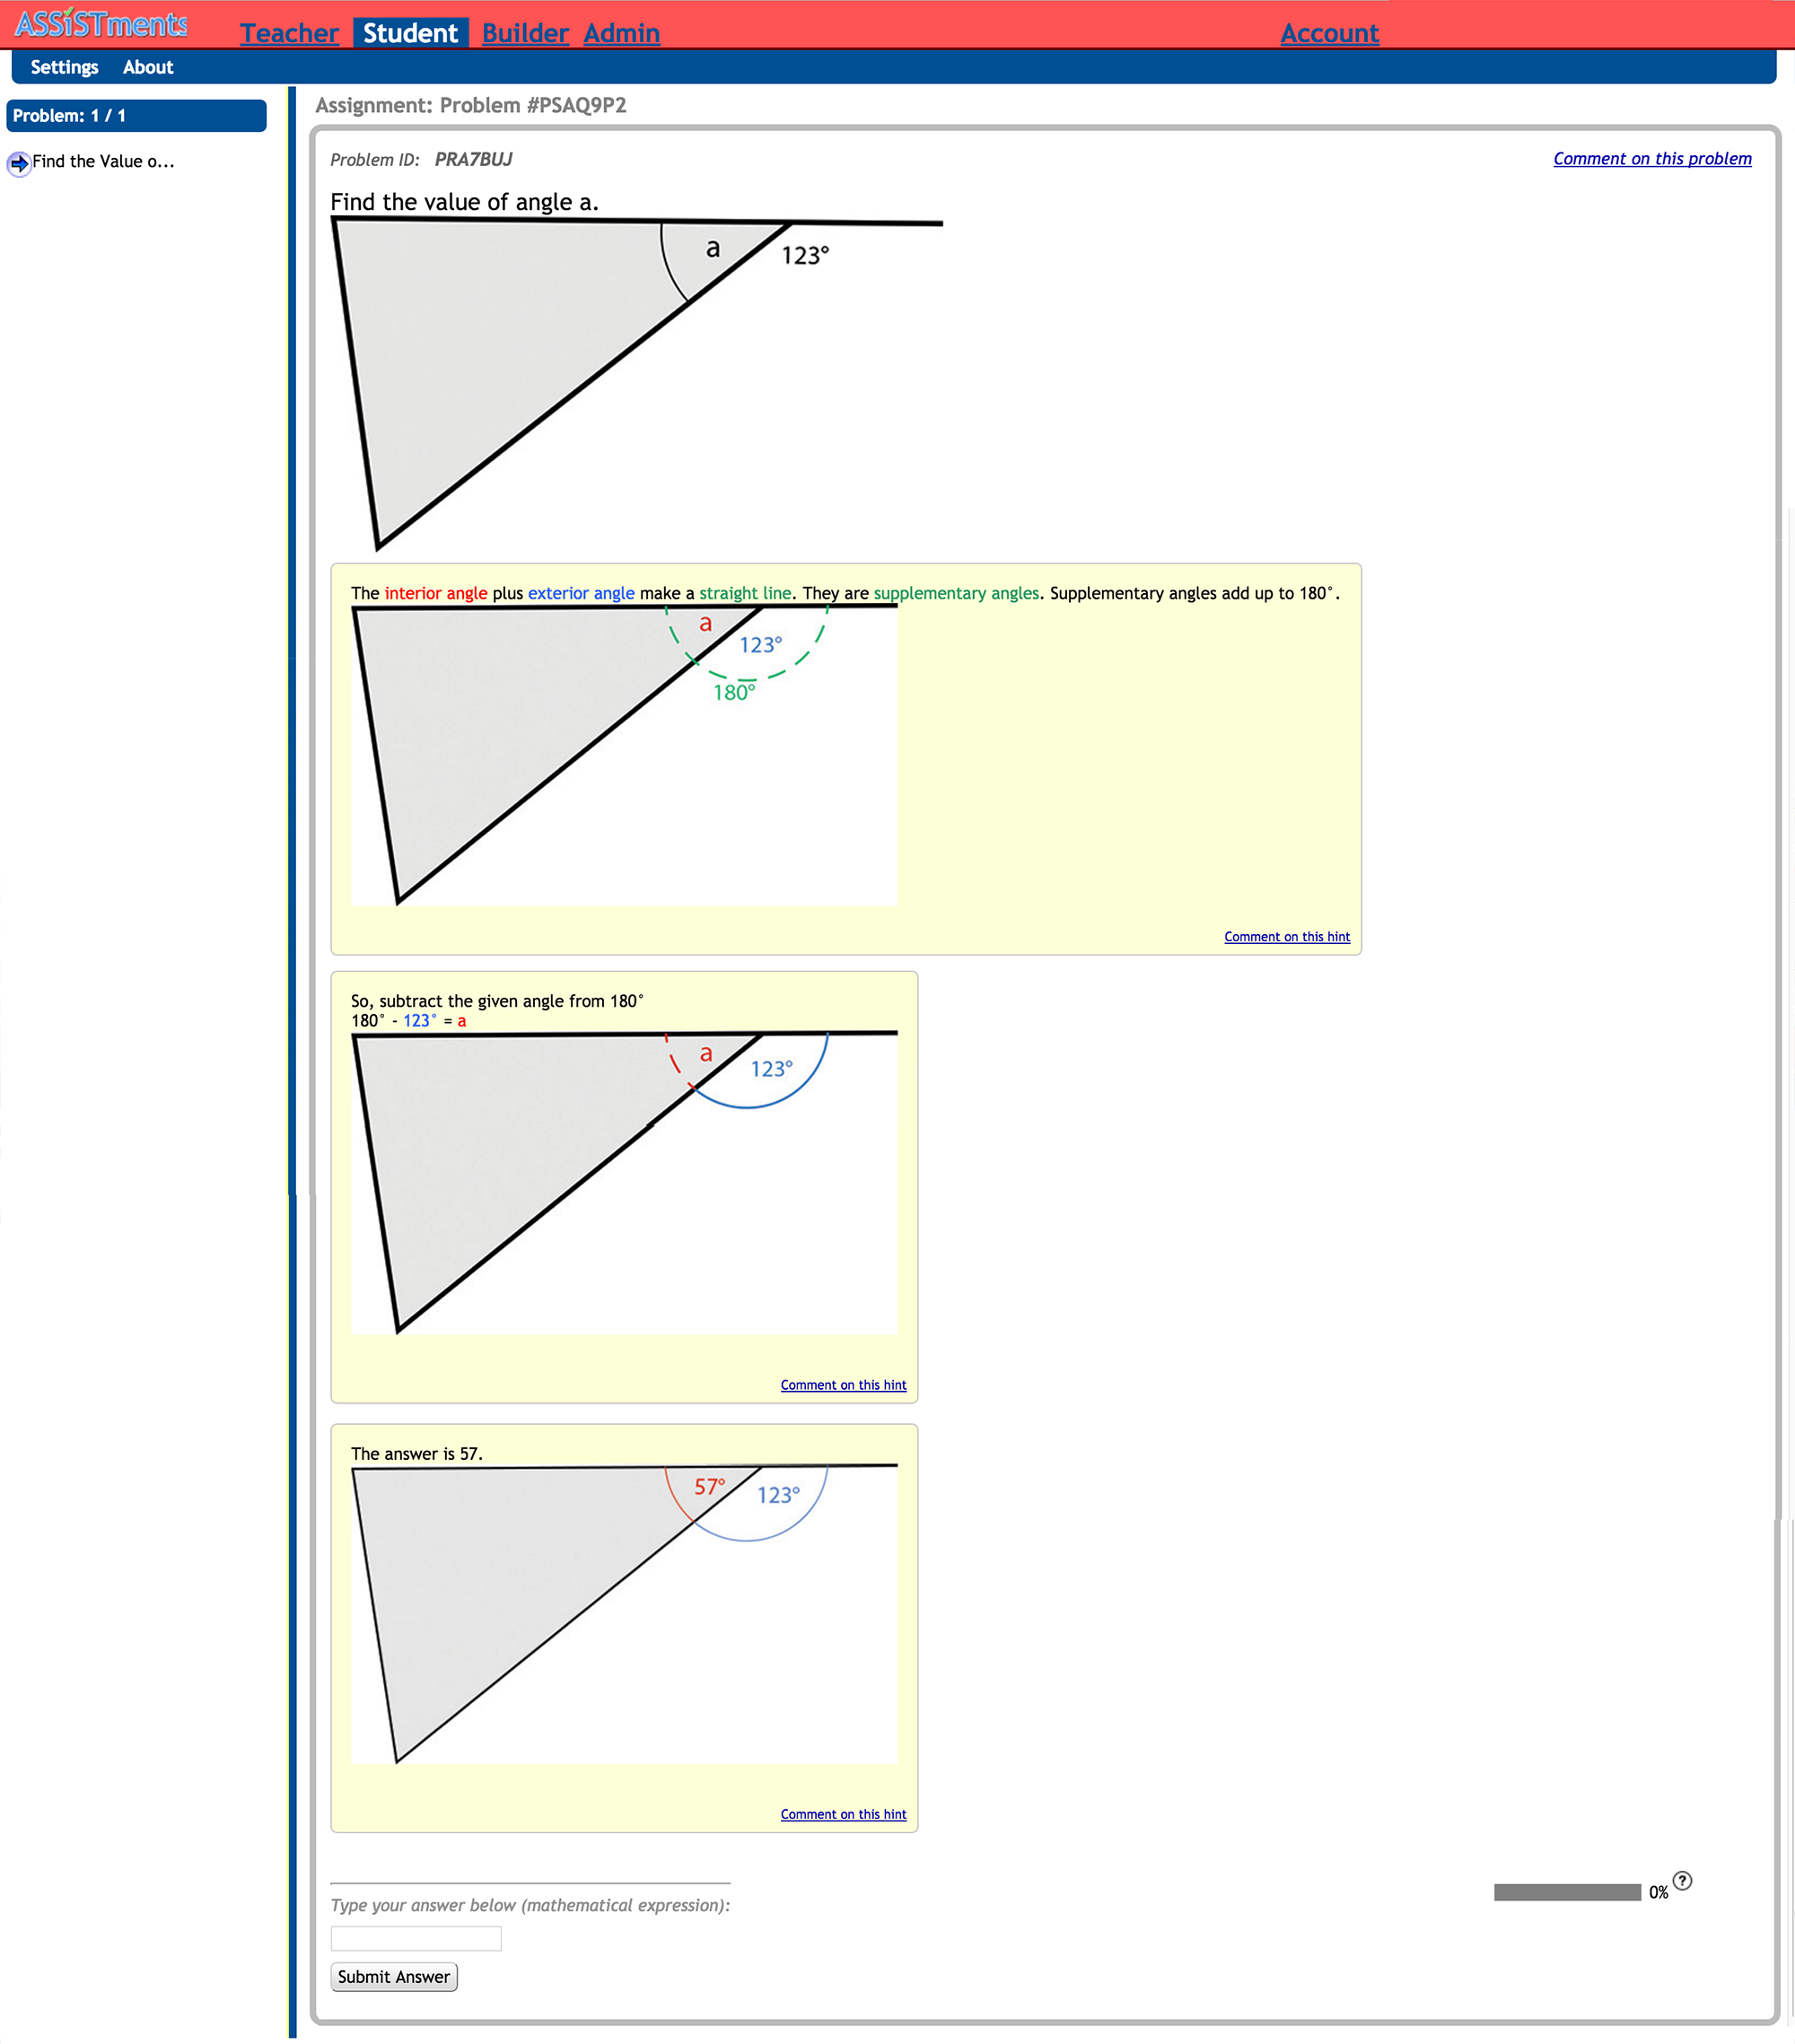 ASSiSTments
Teacher Student Builder Admin Account
Settings About
Problem: 1 / 1
Find the Value o...
Assignment: Problem #PSAQ9P2
Problem ID: PRA7BUJ
Comment on this problem
Find the value of angle a.
a
123°
The interior angle plus exterior angle make a straight line. They are supplementary angles. Supplementary angles add up to 180°.
a
123°
180°
Comment on this hint
So, subtract the given angle from 180°
180° - 123° = a
a
123°
Comment on this hint
The answer is 57.
57°
123°
Comment on this hint
0% ?
Type your answer below (mathematical expression):
Submit Answer